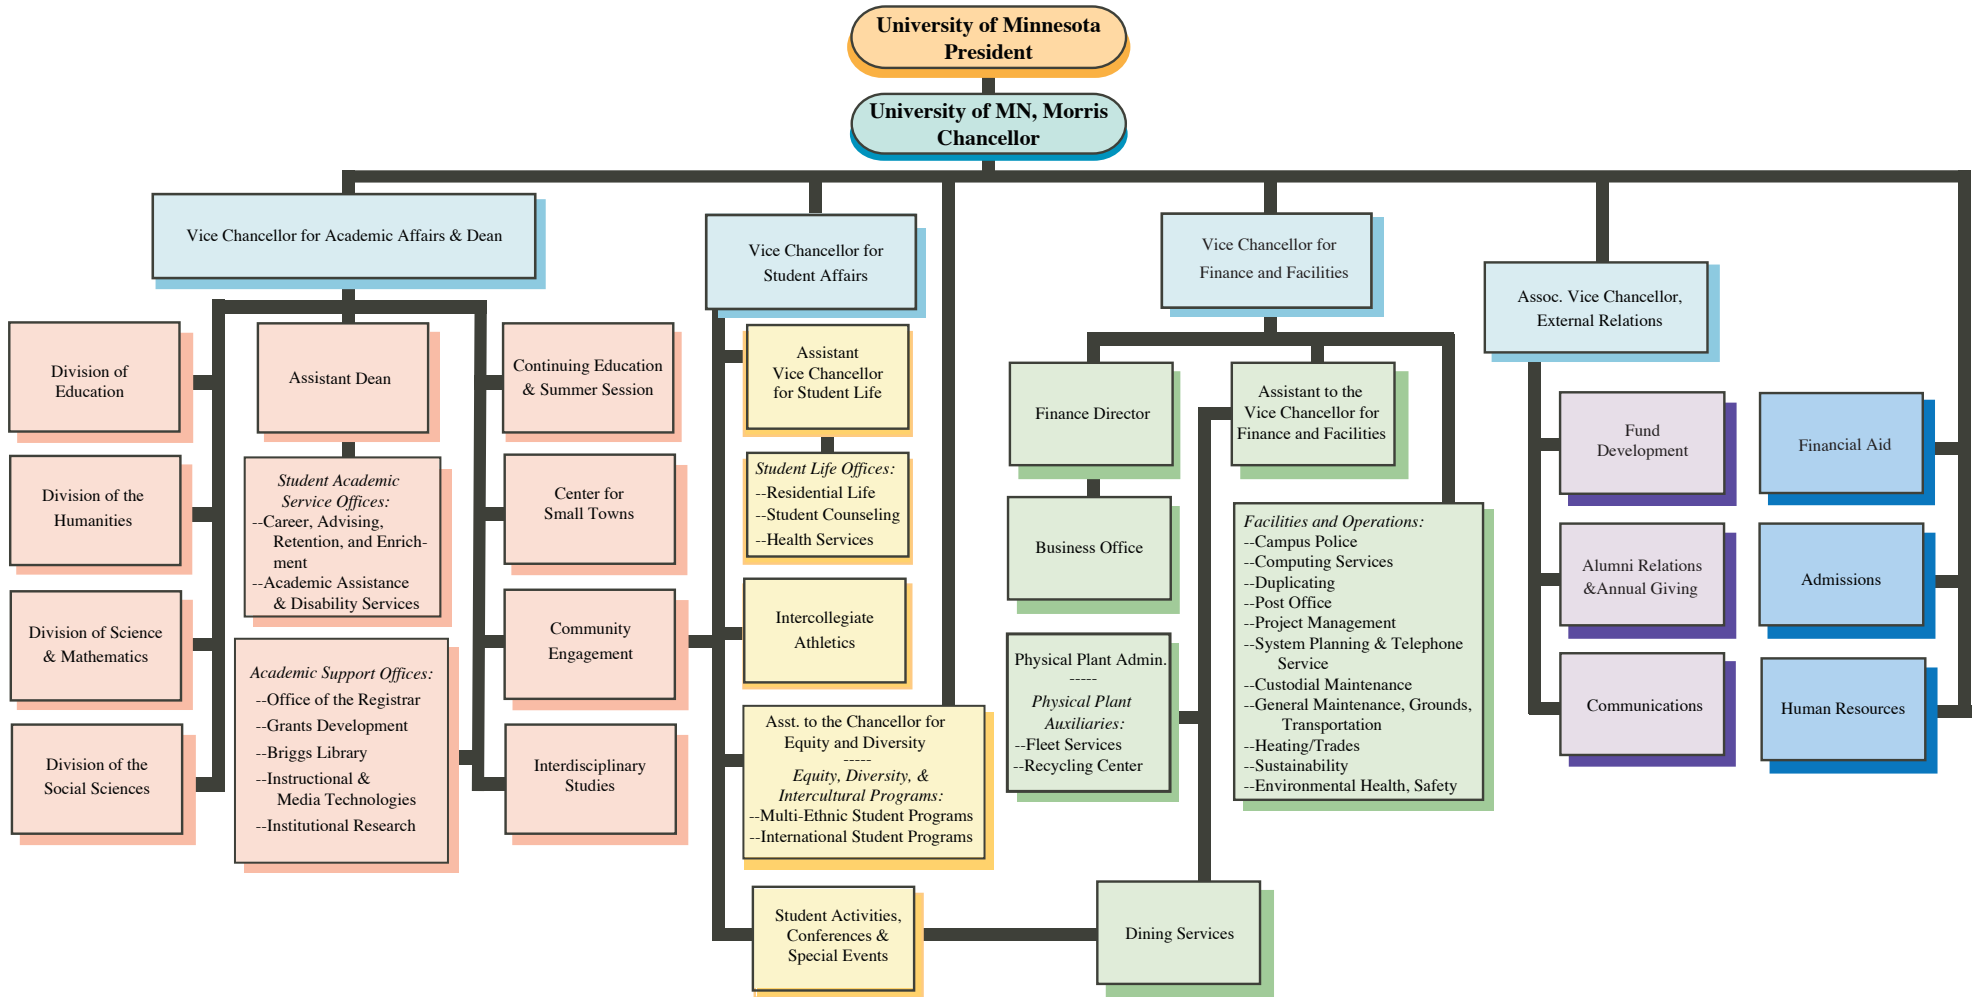 University of Minnesota
President
University of MN, Morris
Chancellor
Vice Chancellor for Academic Affairs & Dean
Division of
Education
Division of the
Humanities
Division of Science
& Mathematics
Division of the
Social Sciences
Assistant Dean
Student Academic
Service Offices:
--Career, Advising,
Retention, and Enrich-
ment
--Academic Assistance
& Disability Services
Academic Support Offices:
--Office of the Registrar
--Grants Development
--Briggs Library
--Instructional &
Media Technologies
--Institutional Research
Continuing Education
& Summer Session
Center for
Small Towns
Community
Engagement
Interdisciplinary
Studies
Vice Chancellor for
Student Affairs
Assistant
Vice Chancellor
for Student Life
Student Life Offices:
--Residential Life
--Student Counseling
--Health Services
Intercollegiate
Athletics
Asst. to the Chancellor for
Equity and Diversity
-----
Equity, Diversity, &
Intercultural Programs:
--Multi-Ethnic Student Programs
--International Student Programs
Student Activities,
Conferences &
Special Events
Vice Chancellor for
Finance and Facilities
Finance Director
Business Office
Physical Plant Admin.
-----
Physical Plant
Auxiliaries:
--Fleet Services
--Recycling Center
Assistant to the
Vice Chancellor for
Finance and Facilities
Facilities and Operations:
--Campus Police
--Computing Services
--Duplicating
--Post Office
--Project Management
--System Planning & Telephone
Service
--Custodial Maintenance
--General Maintenance, Grounds,
Transportation
--Heating/Trades
--Sustainability
--Environmental Health, Safety
Dining Services
Assoc. Vice Chancellor,
External Relations
Fund
Development
Alumni Relations
&Annual Giving
Communications
Financial Aid
Admissions
Human Resources